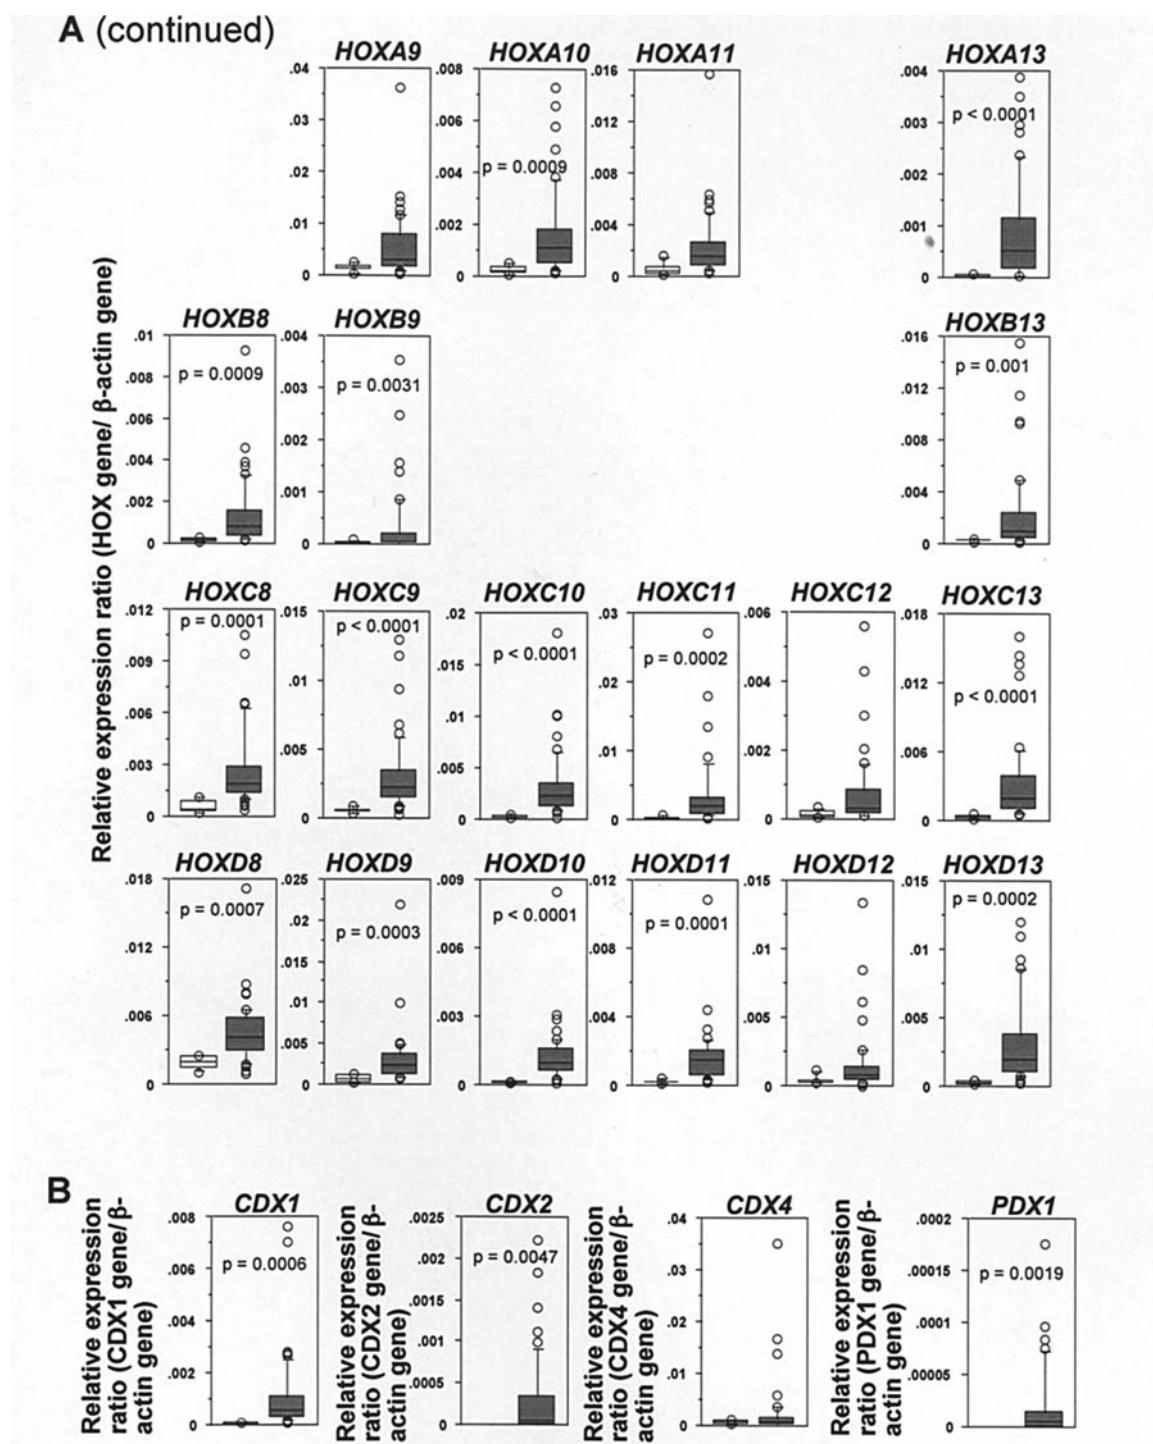 A (continued)
Relative expression ratio (HOX gene/ β-actin gene)
HOXA9
.04
.03
.02
.01
0
HOXA10
.008
.006
.004
.002
0
p = 0.0009
HOXA11
.016
.012
.008
.004
0
HOXA13
.004
.003
.002
.001
0
p < 0.0001
HOXB8
.01
.008
.006
.004
.002
0
p = 0.0009
HOXB9
.004
.003
.002
.001
0
p = 0.0031
HOXB13
.016
.012
.008
.004
0
p = 0.001
HOXC8
.012
.009
.006
.003
0
p = 0.0001
HOXC9
.015
.01
.005
0
p < 0.0001
HOXC10
.02
.015
.01
.005
0
p < 0.0001
HOXC11
.03
.02
.01
0
p = 0.0002
HOXC12
.006
.004
.002
0
HOXC13
.018
.012
.006
0
p < 0.0001
HOXD8
.018
.012
.006
0
p = 0.0007
HOXD9
.025
.02
.015
.01
.005
0
p = 0.0003
HOXD10
.009
.006
.003
0
p < 0.0001
HOXD11
.012
.008
.004
0
p = 0.0001
HOXD12
.015
.01
.005
0
HOXD13
.015
.01
.005
0
p = 0.0002
B
Relative expression
ratio (CDX1 gene/ β-
actin gene)
CDX1
.008
.006
.004
.002
0
p = 0.0006
Relative expression
ratio (CDX2 gene/ β-
actin gene)
CDX2
.0025
.002
.0015
.001
.0005
0
p = 0.0047
Relative expression
ratio (CDX4 gene/ β-
actin gene)
CDX4
.04
.03
.02
.01
0
Relative expression
ratio (PDX1 gene/ β-
actin gene)
PDX1
.0002
.00015
.0001
.00005
0
p = 0.0019